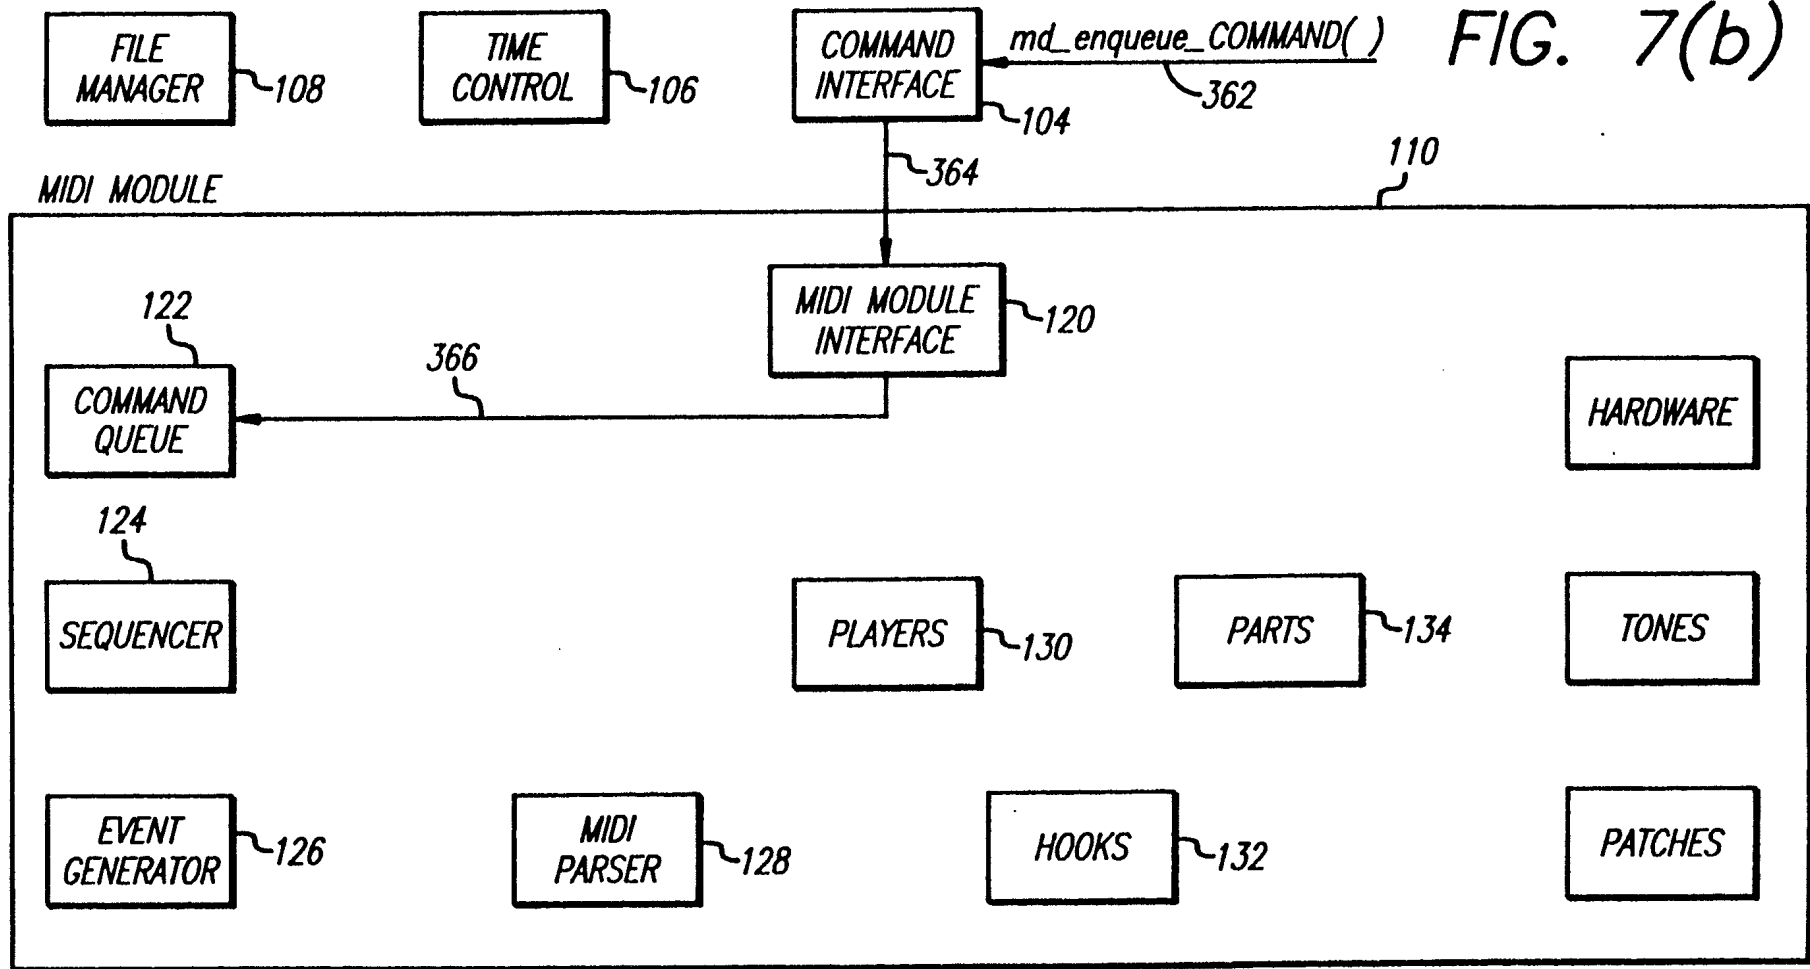 FIG. 7(b)
FILE
MANAGER
108
TIME
CONTROL
106
COMMAND
INTERFACE
104
md_enqueue_COMMAND( )
362
364
110
MIDI MODULE
MIDI MODULE
INTERFACE
120
122
COMMAND
QUEUE
366
HARDWARE
124
SEQUENCER
PLAYERS
130
PARTS
134
TONES
EVENT
GENERATOR
126
MIDI
PARSER
128
HOOKS
132
PATCHES